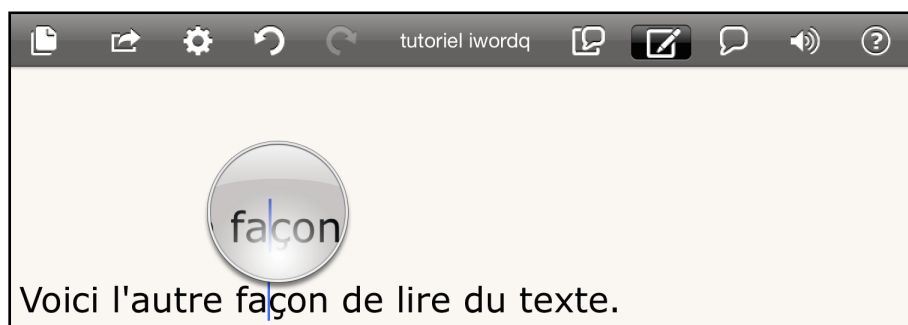 tutoriel iwordq
façon
Voici l'autre façon de lire du texte.